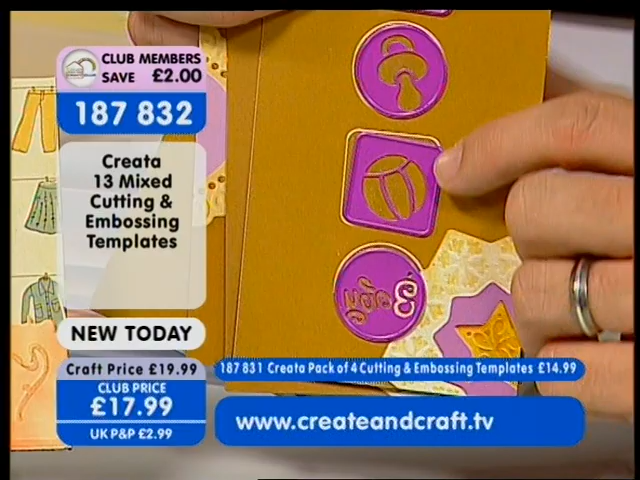 CLUB MEMBERS
SAVE £2.00
187 832
Creata
13 Mixed
Cutting &
Embossing
Templates
NEW TODAY
Craft Price £19.99
CLUB PRICE
£17.99
UK P&P £2.99
187 831 Creata Pack of 4 Cutting & Embossing Templates £14.99
www.createandcraft.tv
Baby